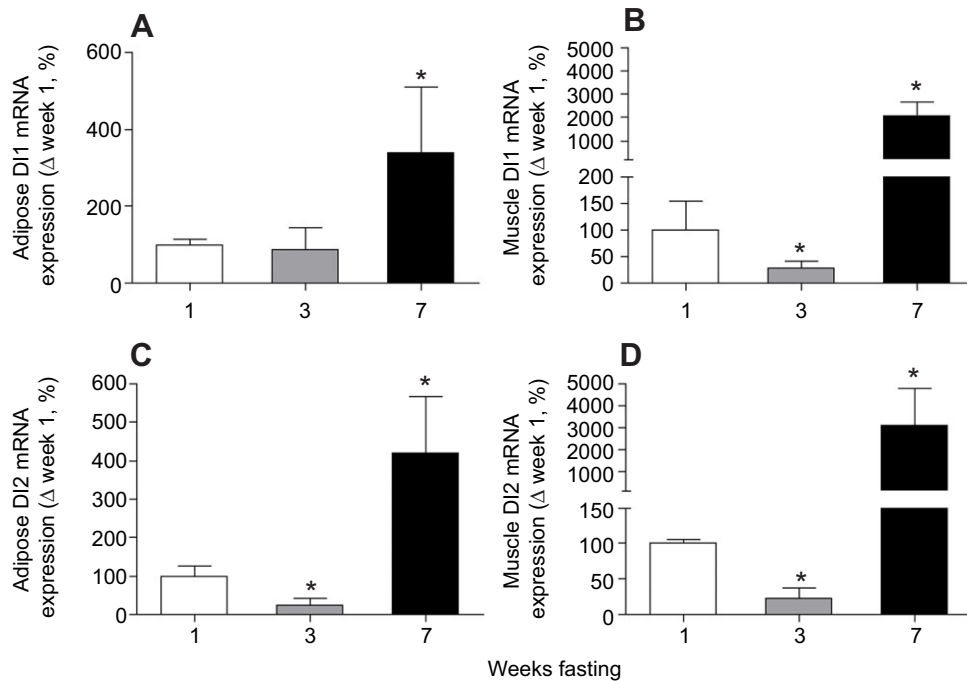 A
Adipose DI1 mRNA
expression (Δ week 1, %)
600
400
200
0
*
1 3 7
B
Muscle DI1 mRNA
expression (Δ week 1, %)
5000
4000
3000
2000
1000
200
150
100
50
0
*
*
1 3 7
C
Adipose DI2 mRNA
expression (Δ week 1, %)
600
500
400
300
200
100
0
*
*
1 3 7
D
Muscle DI2 mRNA
expression (Δ week 1, %)
5000
4000
3000
2000
1000
150
100
50
0
*
*
1 3 7
Weeks fasting